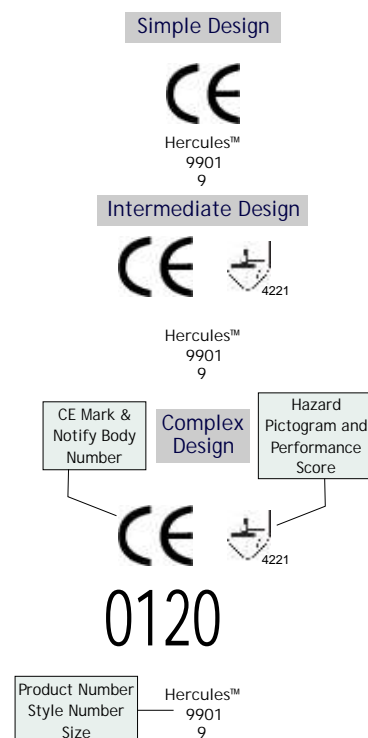 Simple Design
CE
Hercules™
9901
9
Intermediate Design
CE
4221
Hercules™
9901
9
CE Mark &
Notify Body
Number
Complex
Design
Hazard
Pictogram and
Performance
Score
CE
4221
0120
Product Number
Style Number
Size
Hercules™
9901
9